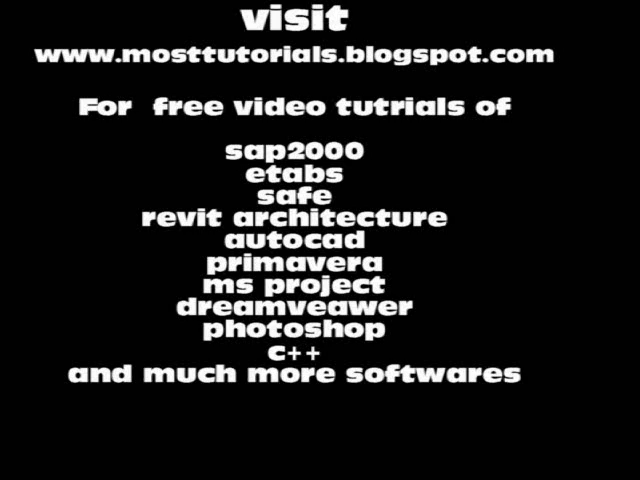 visit
www.mosttutorials.blogspot.com
For free video tutrials of
sap2000
etabs
safe
revit architecture
autocad
primavera
ms project
dreamveawer
photoshop
c++
and much more softwares